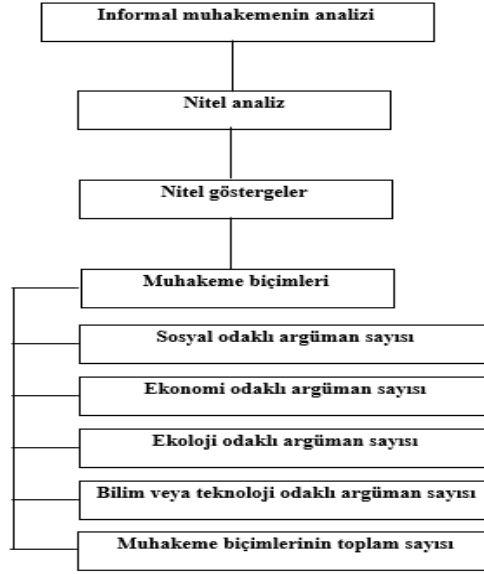 Informal muhakemenin analizi
Nitel analiz
Nitel göstergeler
Muhakeme biçimleri
Sosyal odaklı argüman sayısı
Ekonomi odaklı argüman sayısı
Ekoloji odaklı argüman sayısı
Bilim veya teknoloji odaklı argüman sayısı
Muhakeme biçimlerinin toplam sayısı